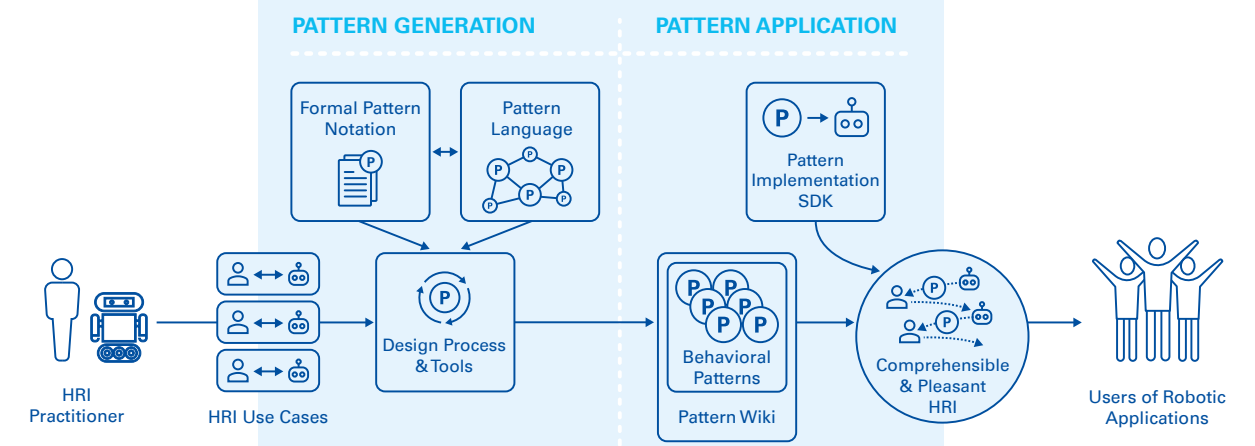 PATTERN GENERATION
PATTERN APPLICATION
Formal Pattern
Notation
P
Pattern
Language
P
P
P
P
P
P
P
Pattern
Implementation
SDK
P
Design Process
& Tools
P
P
P
P
P
P
Behavioral
Patterns
Pattern Wiki
P
P
Comprehensible
& Pleasant
HRI
HRI
Practitioner
HRI Use Cases
Users of Robotic
Applications